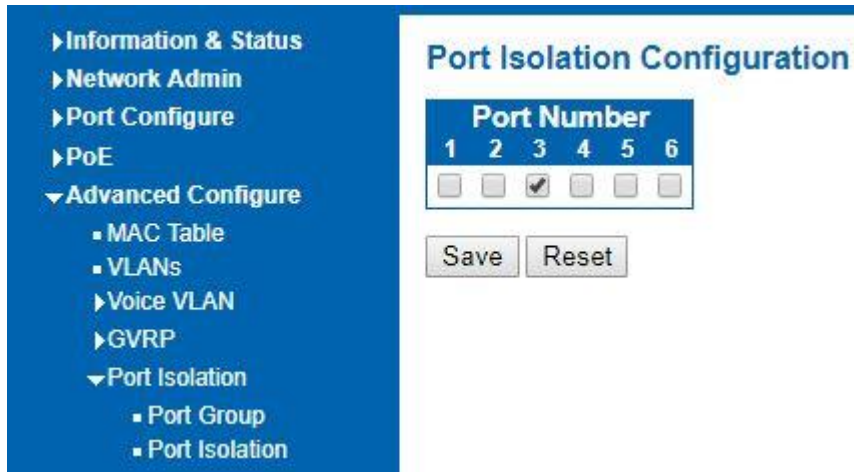 Information & Status
Network Admin
Port Configure
PoE
Advanced Configure
MAC Table
VLANs
Voice VLAN
GVRP
Port Isolation
Port Group
Port Isolation
Port Isolation Configuration
Port Number
1 2 3 4 5 6
Save Reset